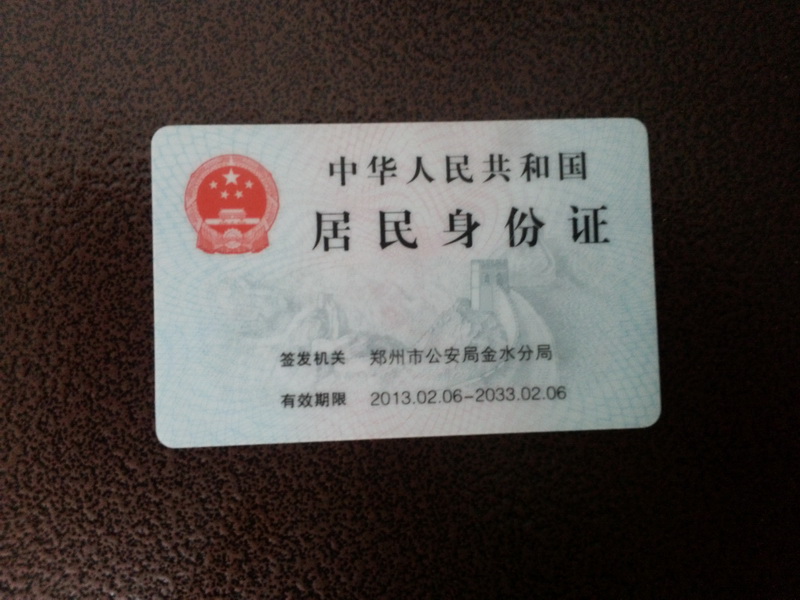 中华人民共和国
居民身份证
签发机关 郑州市公安局金水分局
有效期限 2013.02.06-2033.02.06